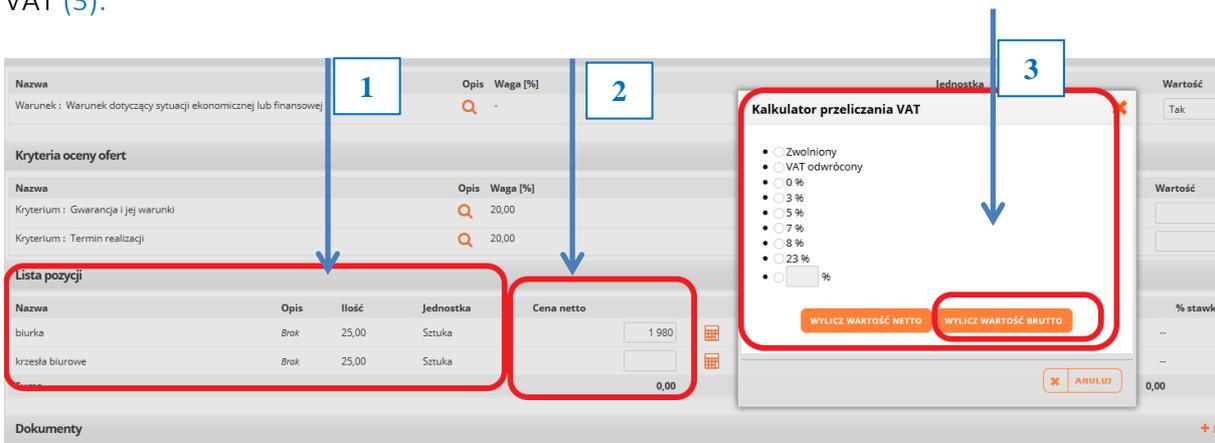 VAT (3).
1
2
3
Nazwa Opis Waga [%] Jednostka Wartość
Warunek : Warunek dotyczący sytuacji ekonomicznej lub finansowej - Tak
Kryteria oceny ofert
Nazwa Opis Waga [%] Wartość
Kryterium : Gwarancja i jej warunki 20,00
Kryterium : Termin realizacji 20,00
Lista pozycji
Nazwa Opis Ilość Jednostka Cena netto % stawk
biurka Brak 25,00 Sztuka 1 980 --
krzesła biurowe Brak 25,00 Sztuka --
Suma 0,00 0,00
Dokumenty
Kalkulator przeliczania VAT
Zwolniony
VAT odwrócony
0 %
3 %
5 %
7 %
8 %
23 %
%
WYLICZ WARTOŚĆ NETTO WYLICZ WARTOŚĆ BRUTTO
ANULUJ